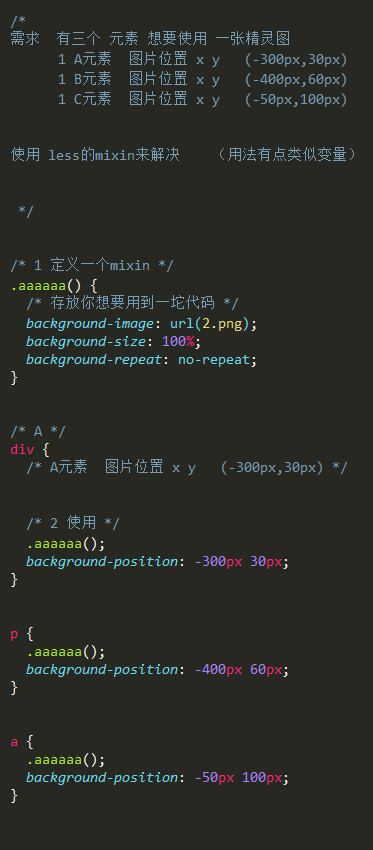 /*
需求  有三个 元素 想要使用 一张精灵图
1 A元素  图片位置 x y  (-300px,30px)
1 B元素  图片位置 x y  (-400px,60px)
1 C元素  图片位置 x y  (-50px,100px)
使用 less的mixin来解决   （用法有点类似变量）
*/
/* 1 定义一个mixin */
.aaaaaa() {
/* 存放你想要用到一坨代码 */
background-image: url(2.png);
background-size: 100%;
background-repeat: no-repeat;
}
/* A */
div {
/* A元素  图片位置 x y  (-300px,30px) */
/* 2 使用 */
.aaaaaa();
background-position: -300px 30px;
}
p {
.aaaaaa();
background-position: -400px 60px;
}
a {
.aaaaaa();
background-position: -50px 100px;
}